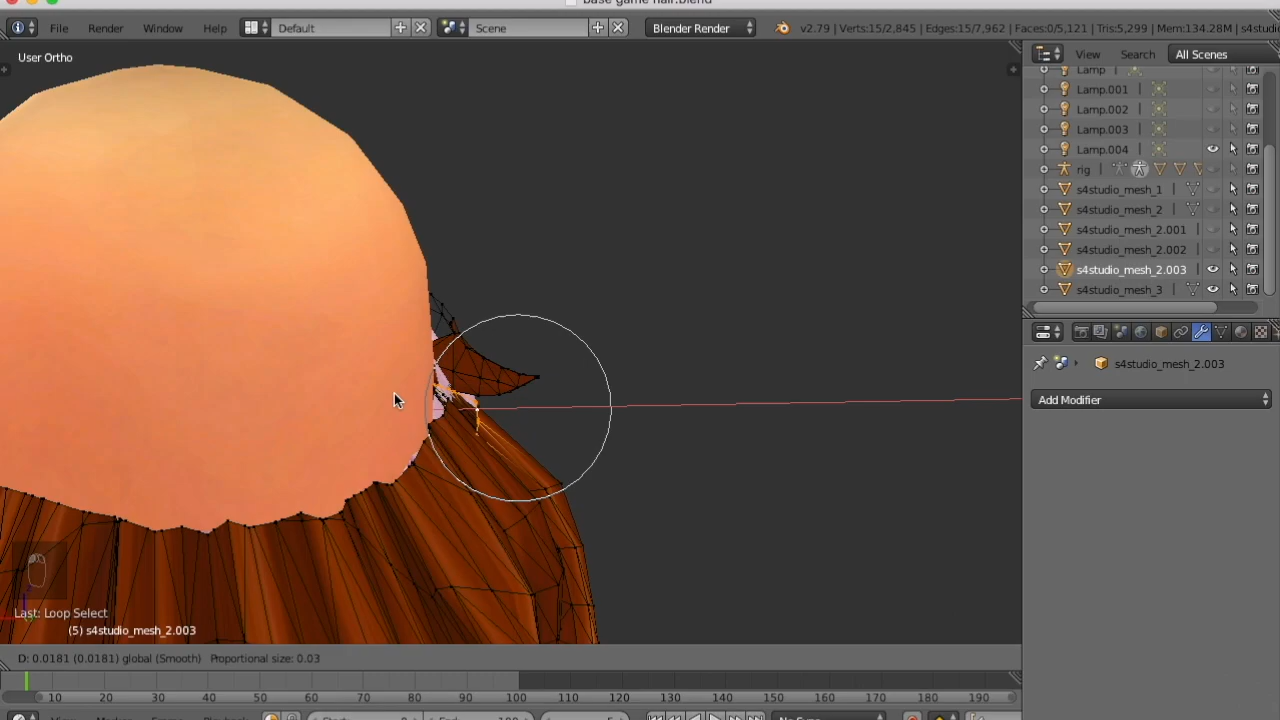 base game hair.blend
File Render Window Help Default Scene Blender Render v2.79 | Verts:15/2,845 | Edges:15/7,962 | Faces:0/5,121 | Tris:5,299 | Mem:134.28M | s4studio
User Ortho
View Search All Scenes
Lamp
Lamp.001
Lamp.002
Lamp.003
Lamp.004
rig
s4studio_mesh_1
s4studio_mesh_2
s4studio_mesh_2.001
s4studio_mesh_2.002
s4studio_mesh_2.003
s4studio_mesh_3
s4studio_mesh_2.003
Add Modifier
Last: Loop Select
(5) s4studio_mesh_2.003
D: 0.0181 (0.0181) global (Smooth) Proportional size: 0.03
10 20 30 40 50 60 70 80 90 100 110 120 130 140 150 160 170 180 190